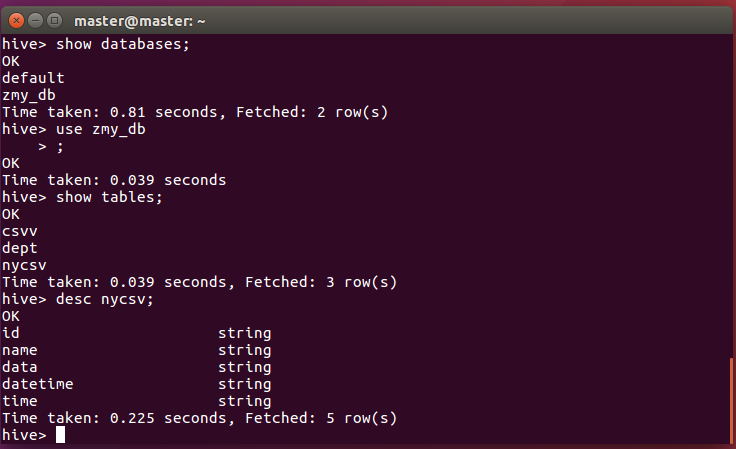 master@master: ~
hive> show databases;
OK
default
zmy_db
Time taken: 0.81 seconds, Fetched: 2 row(s)
hive> use zmy_db
    > ;
OK
Time taken: 0.039 seconds
hive> show tables;
OK
csvv
dept
nycsv
Time taken: 0.039 seconds, Fetched: 3 row(s)
hive> desc nycsv;
OK
id                      string
name                    string
data                    string
datetime                string
time                    string
Time taken: 0.225 seconds, Fetched: 5 row(s)
hive>